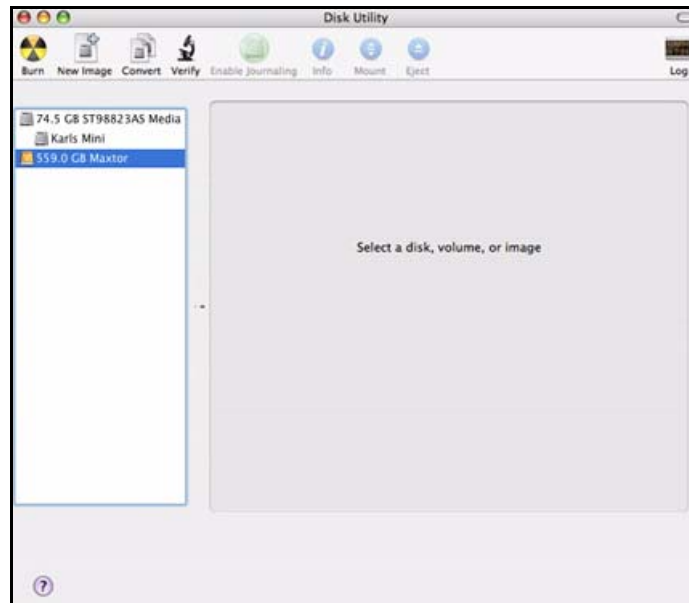 Disk Utility
Burn New Image Convert Verify Enable Journaling Info Mount Eject Log
74.5 GB ST98823AS Media
Karls Mini
559.0 GB Maxtor
Select a disk, volume, or image
?